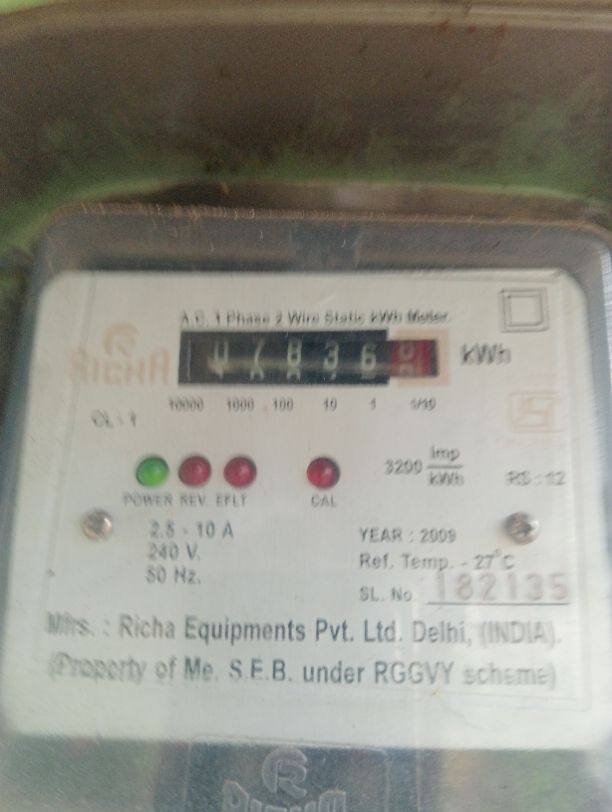 A.C. 1 Phase 2 Wire Static kWh Meter.
RICHA
07836 kWh
10000 1000 100 10 1 1/10
3200 imp/kWh
RS-12
POWER REV. EFLT CAL
2.5 - 10 A
240 V.
50 Hz.
YEAR : 2009
Ref. Temp. - 27°C
SL. No. 182135
Mfrs. : Richa Equipments Pvt. Ltd. Delhi, (INDIA).
(Property of Me. S.E.B. under RGGVY scheme)
RICHA